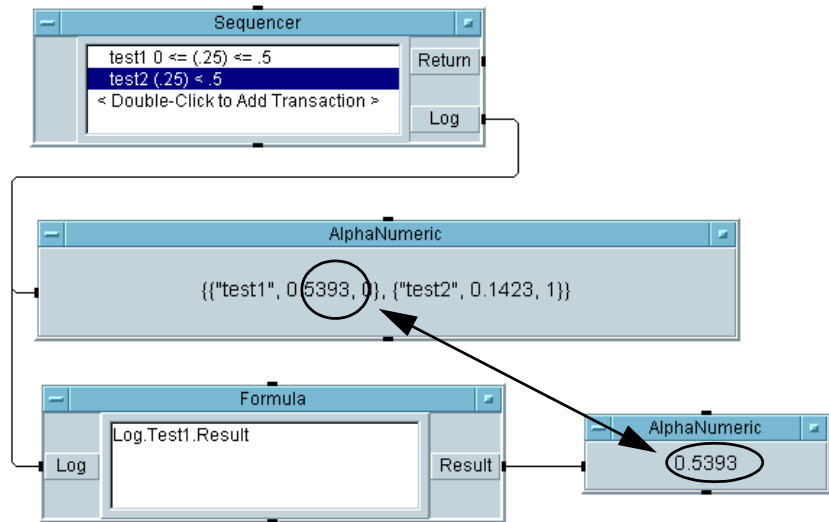 Sequencer
test1 0 <= (.25) <= .5
test2 (.25) < .5
< Double-Click to Add Transaction >
Return
Log
AlphaNumeric
{{"test1", 0.5393, 0}, {"test2", 0.1423, 1}}
Formula
Log
Log.Test1.Result
Result
AlphaNumeric
0.5393